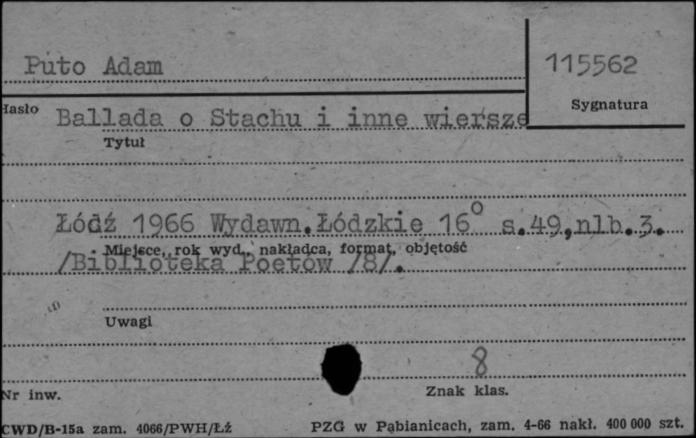 Puto Adam
115562
Hasło
Sygnatura
Ballada o Stachu i inne wiersze
Tytuł
Łódź 1966 Wydawn.Łódzkie 16° s.49,nlb.3.
Miejsce, rok wyd., nakładca, format, objętość
/Biblioteka Poetów /8/.
Uwagi
8
Nr inw.
Znak klas.
CWD/B-15a zam. 4066/PWH/Łź
PZG w Pabianicach, zam. 4-66 nakł. 400 000 szt.